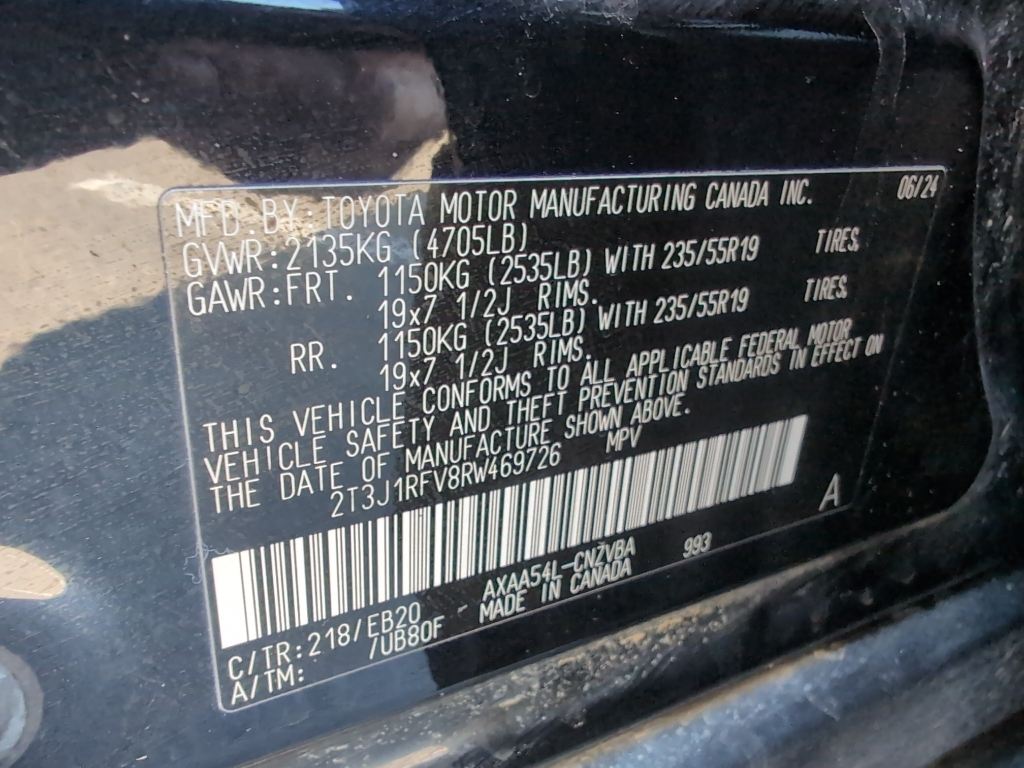 MFD. BY: TOYOTA MOTOR MANUFACTURING CANADA INC. 06/24
GVWR: 2135KG (4705LB)
GAWR: FRT. 1150KG (2535LB) WITH 235/55R19 TIRES,
19x7 1/2J RIMS.
RR. 1150KG (2535LB) WITH 235/55R19 TIRES,
19x7 1/2J RIMS.
THIS VEHICLE CONFORMS TO ALL APPLICABLE FEDERAL MOTOR
VEHICLE SAFETY AND THEFT PREVENTION STANDARDS IN EFFECT ON
THE DATE OF MANUFACTURE SHOWN ABOVE.
2T3J1RFV8RW469726 MPV
A
C/TR: 218/EB20 - AXAA54L-CNZVBA 993
A/TM: /UB80F MADE IN CANADA